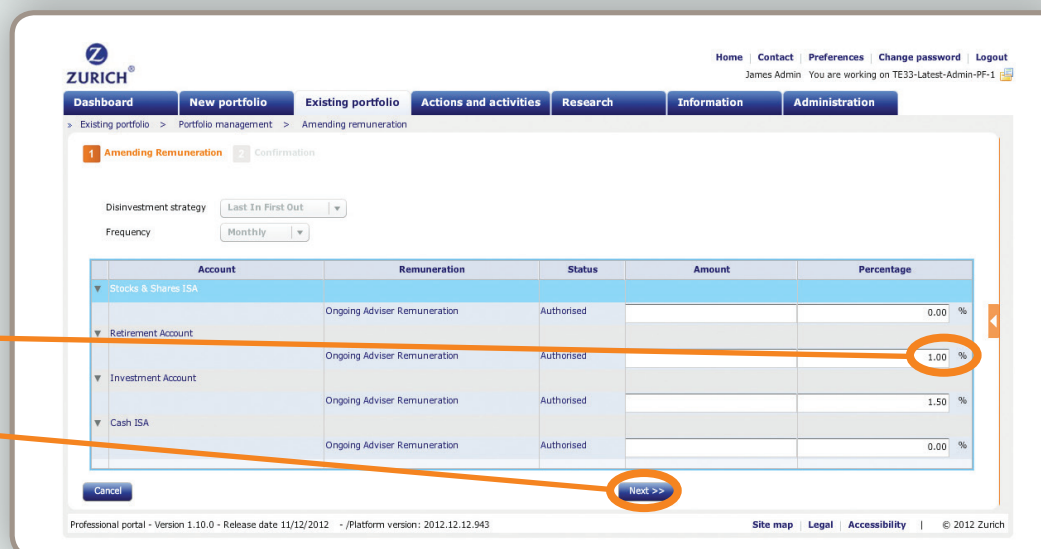 ZURICH®
Home | Contact | Preferences | Change password | Logout
James Admin You are working on TE33-Latest-Admin-PF-1
Dashboard New portfolio Existing portfolio Actions and activities Research Information Administration
> Existing portfolio > Portfolio management > Amending remuneration
1 Amending Remuneration 2 Confirmation
Disinvestment strategy Last In First Out
Frequency Monthly
Account Remuneration Status Amount Percentage
Stocks & Shares ISA
Ongoing Adviser Remuneration Authorised 0.00 %
Retirement Account
Ongoing Adviser Remuneration Authorised 1.00 %
Investment Account
Ongoing Adviser Remuneration Authorised 1.50 %
Cash ISA
Ongoing Adviser Remuneration Authorised 0.00 %
Cancel Next >>
Professional portal - Version 1.10.0 - Release date 11/12/2012 - /Platform version: 2012.12.12.943 Site map | Legal | Accessibility | © 2012 Zurich